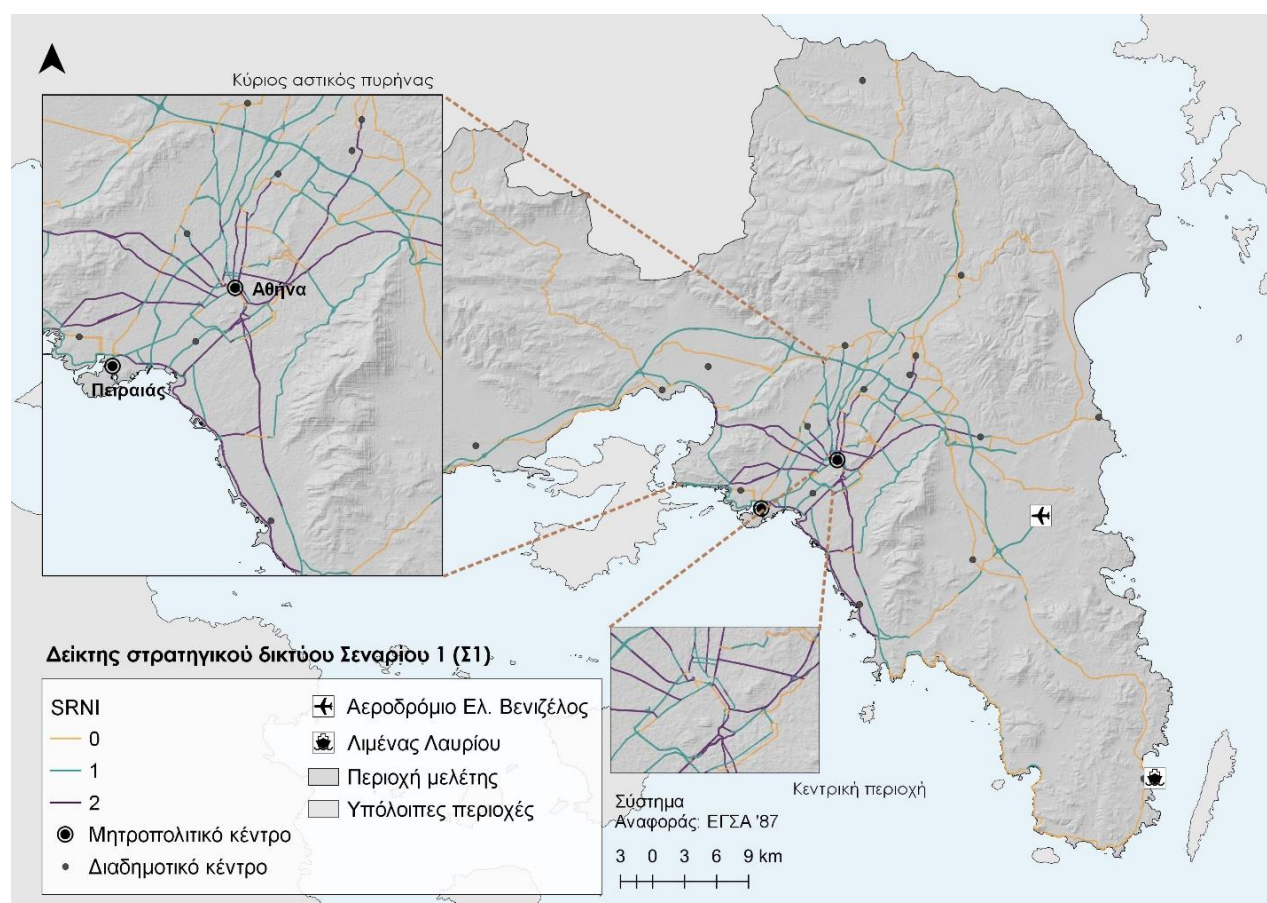 Κύριος αστικός πυρήνας
Αθήνα
Πειραιάς
Δείκτης στρατηγικού δικτύου Σεναρίου 1 (Σ1)
SRNI
0
1
2
Μητροπολιτικό κέντρο
Διαδημοτικό κέντρο
Αεροδρόμιο Ελ. Βενιζέλος
Λιμένας Λαυρίου
Περιοχή μελέτης
Υπόλοιπες περιοχές
Κεντρική περιοχή
Σύστημα
Αναφοράς: ΕΓΣΑ '87
3 0 3 6 9 km